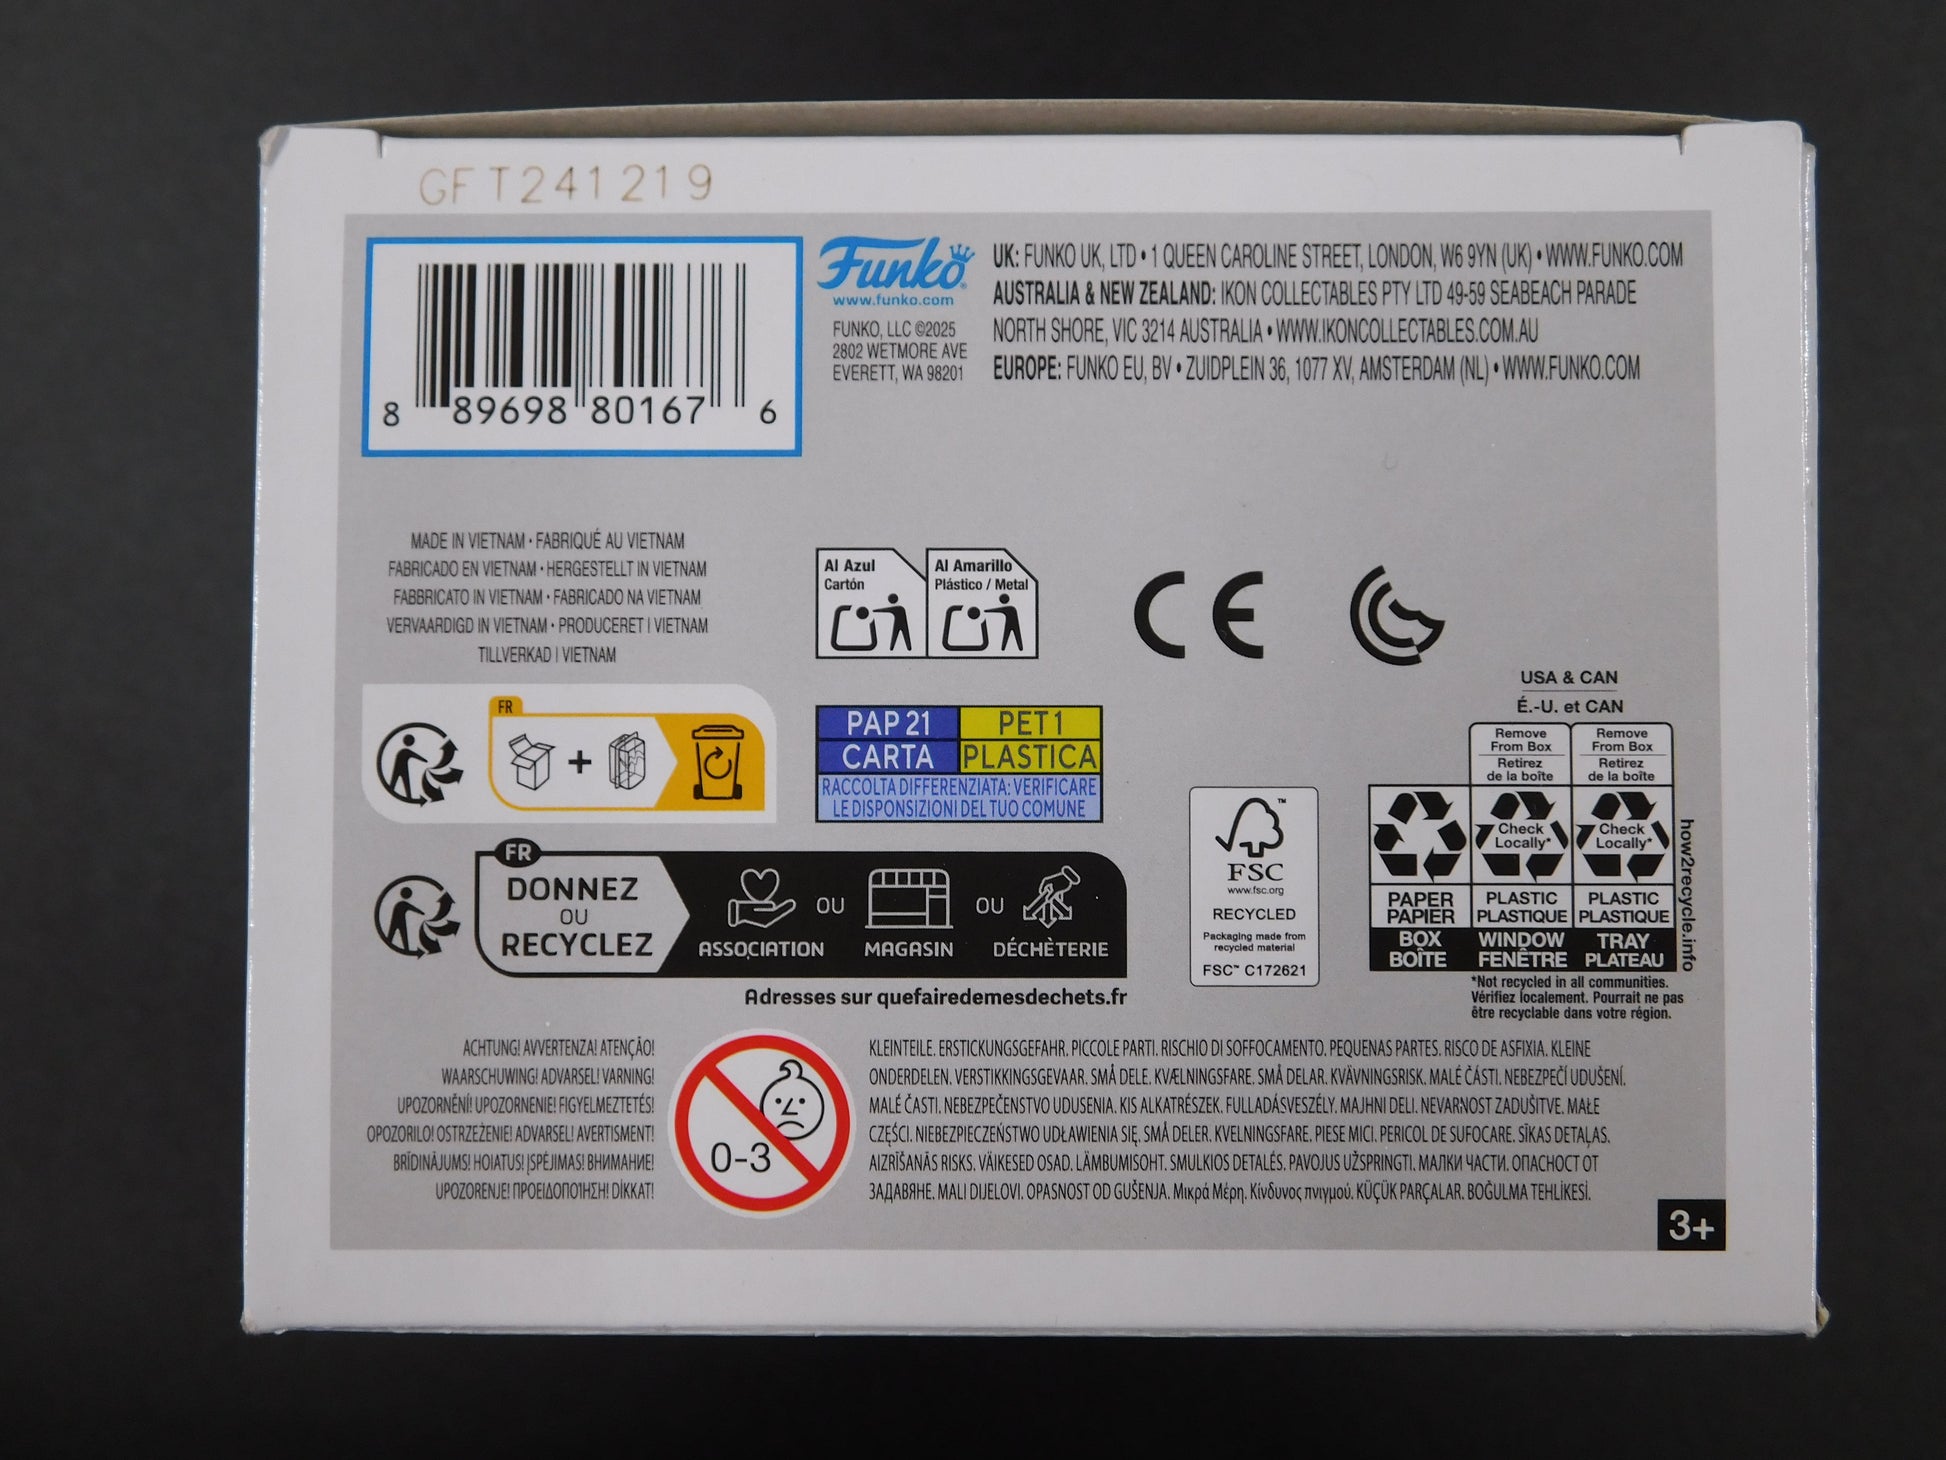 GFT241219
8 89698 80167 6
Funko
www.funko.com
FUNKO, LLC ©2025
2802 WETMORE AVE
EVERETT, WA 98201
UK: FUNKO UK, LTD • 1 QUEEN CAROLINE STREET, LONDON, W6 9YN (UK) • WWW.FUNKO.COM
AUSTRALIA & NEW ZEALAND: IKON COLLECTABLES PTY LTD 49-59 SEABEACH PARADE
NORTH SHORE, VIC 3214 AUSTRALIA • WWW.IKONCOLLECTABLES.COM.AU
EUROPE: FUNKO EU, BV • ZUIDPLEIN 36, 1077 XV, AMSTERDAM (NL) • WWW.FUNKO.COM
MADE IN VIETNAM • FABRIQUÉ AU VIETNAM
FABRICADO EN VIETNAM • HERGESTELLT IN VIETNAM
FABBRICATO IN VIETNAM • FABRICADO NA VIETNAM
VERVAARDIGD IN VIETNAM • PRODUCERET I VIETNAM
TILLVERKAD I VIETNAM
Al Azul
Cartón
Al Amarillo
Plástico / Metal
CE
FR
PAP 21
CARTA
PET 1
PLASTICA
RACCOLTA DIFFERENZIATA: VERIFICARE
LE DISPONSIZIONI DEL TUO COMUNE
FR
DONNEZ
OU
RECYCLEZ
ASSOCIATION
OU
MAGASIN
OU
DÉCHÈTERIE
Adresses sur quefairedemesdechets.fr
FSC
www.fsc.org
RECYCLED
Packaging made from
recycled material
FSC™ C172621
USA & CAN
É.-U. et CAN
Remove
From Box
Retirez
de la boîte
Remove
From Box
Retirez
de la boîte
Check
Locally*
Check
Locally*
PAPER
PAPIER
PLASTIC
PLASTIQUE
PLASTIC
PLASTIQUE
BOX
BOÎTE
WINDOW
FENÊTRE
TRAY
PLATEAU
how2recycle.info
*Not recycled in all communities.
Vérifiez localement. Pourrait ne pas
être recyclable dans votre région.
ACHTUNG! AVVERTENZA! ATENÇÃO!
WAARSCHUWING! ADVARSEL! VARNING!
UPOZORNĚNÍ! UPOZORNENIE! FIGYELMEZTETÉS!
OPOZORILO! OSTRZEŻENIE! ADVARSEL! AVERTISMENT!
BRĪDINĀJUMS! HOIATUS! ĮSPĖJIMAS! ВНИМАНИЕ!
UPOZORENJE! ΠΡΟΕΙΔΟΠΟΊΗΣΗ! DİKKAT!
0-3
KLEINTEILE. ERSTICKUNGSGEFAHR. PICCOLE PARTI. RISCHIO DI SOFFOCAMENTO. PEQUENAS PARTES. RISCO DE ASFIXIA. KLEINE
ONDERDELEN. VERSTIKKINGSGEVAAR. SMÅ DELE. KVÆLNINGSFARE. SMÅ DELAR. KVÄVNINGSRISK. MALÉ ČÁSTI. NEBEZPEČÍ UDUŠENÍ.
MALÉ ČASTI. NEBEZPEČENSTVO UDUSENIA. KIS ALKATRÉSZEK. FULLADÁSVESZÉLY. MAJHNI DELI. NEVARNOST ZADUŠITVE. MAŁE
CZĘŚCI. NIEBEZPIECZEŃSTWO UDŁAWIENIA SIĘ. SMÅ DELER. KVELNINGSFARE. PIESE MICI. PERICOL DE SUFOCARE. SĪKAS DETAĻAS.
AIZRĪŠANĀS RISKS. VÄIKESED OSAD. LÄMBUMISOHT. SMULKIOS DETALĖS. PAVOJUS UŽSPRINGTI. МАЛКИ ЧАСТИ. ОПАСНОСТ ОТ
ЗАДАВЯНЕ. MALI DIJELOVI. OPASNOST OD GUŠENJA. Μικρά Μέρη. Κίνδυνος πνιγμού. KÜÇÜK PARÇALAR. BOĞULMA TEHLİKESİ.
3+